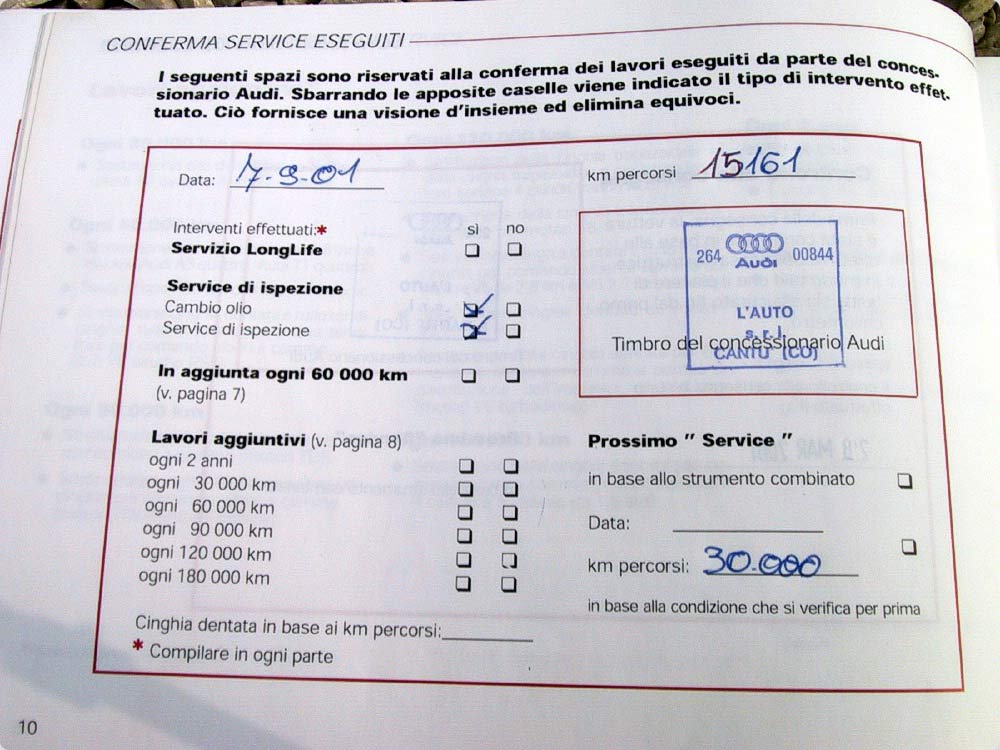 CONFERMA SERVICE ESEGUITI
I seguenti spazi sono riservati alla conferma dei lavori eseguiti da parte del conces-
sionario Audi. Sbarrando le apposite caselle viene indicato il tipo di intervento effet-
tuato. Ciò fornisce una visione d'insieme ed elimina equivoci.
Data: 7-9-01
km percorsi 15161
Interventi effettuati:* sì no
Servizio LongLife
264 Audi 00844
L'AUTO
s.r.l.
CANTU' (CO)
Timbro del concessionario Audi
Service di ispezione
Cambio olio
Service di ispezione
In aggiunta ogni 60 000 km
(v. pagina 7)
Lavori aggiuntivi (v. pagina 8)
ogni 2 anni
ogni 30 000 km
ogni 60 000 km
ogni 90 000 km
ogni 120 000 km
ogni 180 000 km
Prossimo " Service "
in base allo strumento combinato
Data:
km percorsi: 30.000
in base alla condizione che si verifica per prima
Cinghia dentata in base ai km percorsi:
* Compilare in ogni parte
10